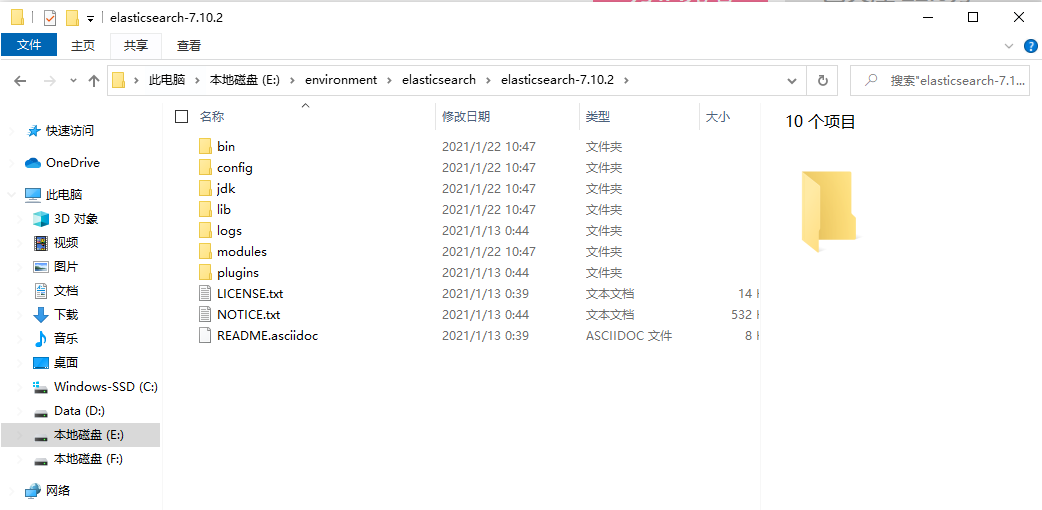 elasticsearch-7.10.2
文件 主页 共享 查看
此电脑 本地磁盘 (E:) environment elasticsearch elasticsearch-7.10.2 搜索"elasticsearch-7.1...
快速访问
OneDrive
此电脑
3D 对象
视频
图片
文档
下载
音乐
桌面
Windows-SSD (C:)
Data (D:)
本地磁盘 (E:)
本地磁盘 (F:)
网络
名称 修改日期 类型 大小
bin 2021/1/22 10:47 文件夹
config 2021/1/22 10:47 文件夹
jdk 2021/1/22 10:47 文件夹
lib 2021/1/22 10:47 文件夹
logs 2021/1/13 0:44 文件夹
modules 2021/1/22 10:47 文件夹
plugins 2021/1/13 0:44 文件夹
LICENSE.txt 2021/1/13 0:39 文本文档 14
NOTICE.txt 2021/1/13 0:44 文本文档 532
README.asciidoc 2021/1/13 0:39 ASCIIDOC 文件 8
10 个项目